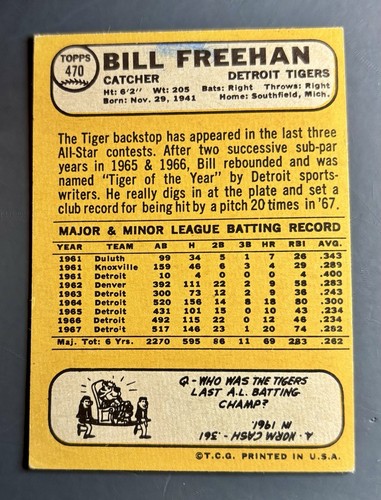 TOPPS
470
BILL FREEHAN
CATCHER DETROIT TIGERS
Ht: 6'2" Wt: 205 Bats: Right Throws: Right
Born: Nov. 29, 1941 Home: Southfield, Mich.
The Tiger backstop has appeared in the last three
All-Star contests. After two successive sub-par
years in 1965 & 1966, Bill rebounded and was
named "Tiger of the Year" by Detroit sports-
writers. He really digs in at the plate and set a
club record for being hit by a pitch 20 times in '67.
MAJOR & MINOR LEAGUE BATTING RECORD
YEAR TEAM AB H 2B 3B HR RBI AVG.
1961 Duluth 99 34 5 1 7 26 .343
1961 Knoxville 159 46 6 3 4 29 .289
1961 Detroit 10 4 0 0 0 4 .400
1962 Denver 392 111 22 2 9 58 .283
1963 Detroit 300 73 12 2 9 36 .243
1964 Detroit 520 156 14 8 18 80 .300
1965 Detroit 431 101 15 0 10 43 .234
1966 Detroit 492 115 22 0 12 46 .234
1967 Detroit 517 146 23 1 20 74 .282
Maj. Tot: 6 Yrs. 2270 595 86 11 69 283 .262
Q - WHO WAS THE TIGERS
LAST A.L. BATTING
CHAMP?
A. NORM CASH - .361
IN 1961.
©T.C.G. PRINTED IN U.S.A.